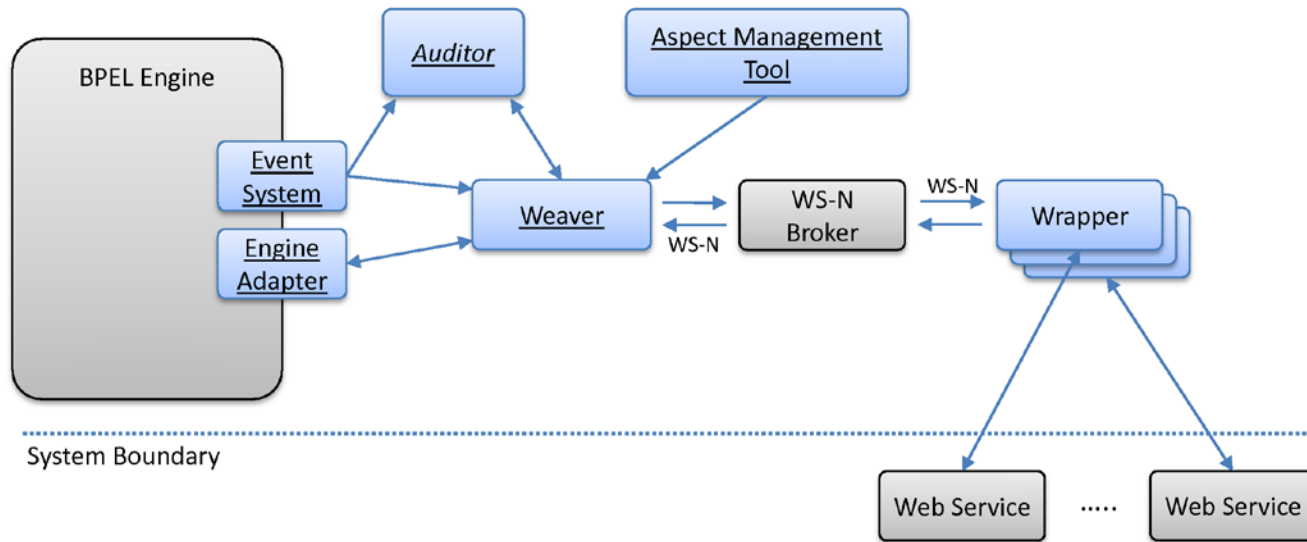 BPEL Engine
Auditor
Aspect Management
Tool
Event
System
Engine
Adapter
Weaver
WS-N
WS-N
Broker
WS-N
Wrapper
System Boundary
Web Service
.....
Web Service